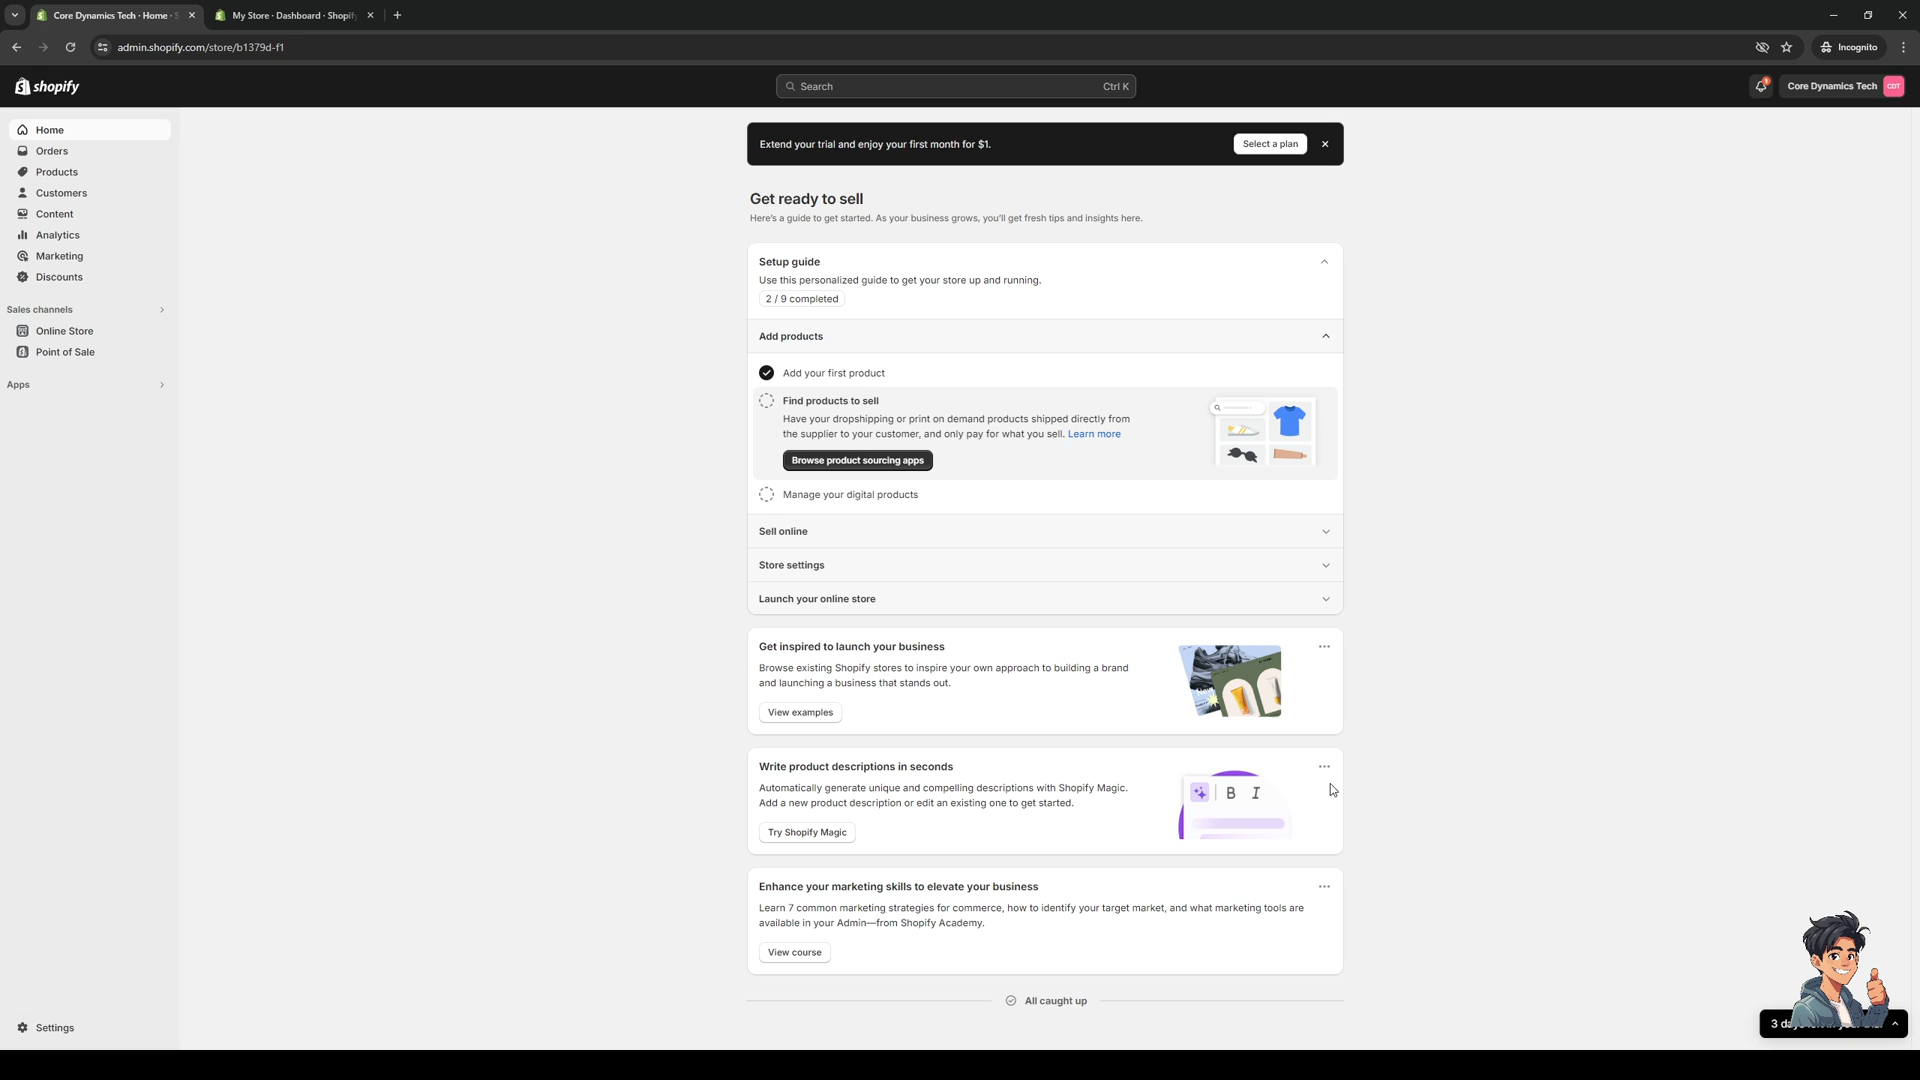 Core Dynamics Tech · Home · S
My Store · Dashboard · Shopify
admin.shopify.com/store/b1379d-f1
Incognito
shopify
Search
Ctrl K
1
Core Dynamics Tech
CDT
Home
Orders
Products
Customers
Content
Analytics
Marketing
Discounts
Sales channels
Online Store
Point of Sale
Apps
Settings
Extend your trial and enjoy your first month for $1.
Select a plan
Get ready to sell
Here's a guide to get started. As your business grows, you'll get fresh tips and insights here.
Setup guide
Use this personalized guide to get your store up and running.
2 / 9 completed
Add products
Add your first product
Find products to sell
Have your dropshipping or print on demand products shipped directly from
the supplier to your customer, and only pay for what you sell. Learn more
Browse product sourcing apps
Manage your digital products
Sell online
Store settings
Launch your online store
Get inspired to launch your business
Browse existing Shopify stores to inspire your own approach to building a brand
and launching a business that stands out.
View examples
Write product descriptions in seconds
Automatically generate unique and compelling descriptions with Shopify Magic.
Add a new product description or edit an existing one to get started.
Try Shopify Magic
B I
Enhance your marketing skills to elevate your business
Learn 7 common marketing strategies for commerce, how to identify your target market, and what marketing tools are
available in your Admin—from Shopify Academy.
View course
All caught up
3